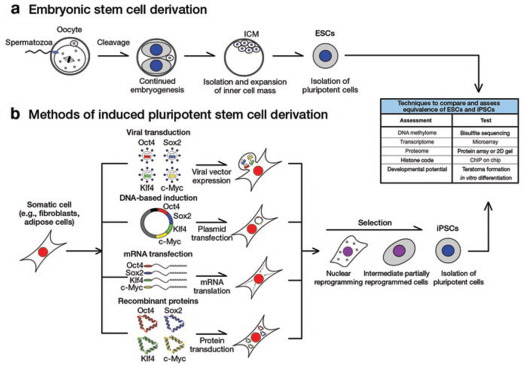 a Embryonic stem cell derivation
Oocyte
Spermatozoa
Cleavage
Continued
embryogenesis
ICM
Isolation and expansion
of inner cell mass
ESCs
Isolation of
pluripotent cells
Techniques to compare and assess
equivalence of ESCs and iPSCs
Assessment Test
DNA methylome Bisulfite sequencing
Transcriptome Microarray
Proteome Protein array or 2D gel
Histone code CHIP on chip
Developmental potential Teratoma formation
in vitro differentiation
b Methods of induced pluripotent stem cell derivation
Somatic cell
(e.g., fibroblasts,
adipose cells)
Viral transduction
Oct4 Sox2
Klf4 c-Myc
Viral vector
expression
DNA-based induction
Oct4
Sox2
Klf4
c-Myc
Plasmid
transfection
mRNA transfection
Oct4
Sox2
Klf4
c-Myc
mRNA
translation
Recombinant proteins
Oct4 Sox2
Klf4 c-Myc
Protein
transduction
Selection
Nuclear
reprogramming
Intermediate partially
reprogrammed cells
iPSCs
Isolation of
pluripotent cells